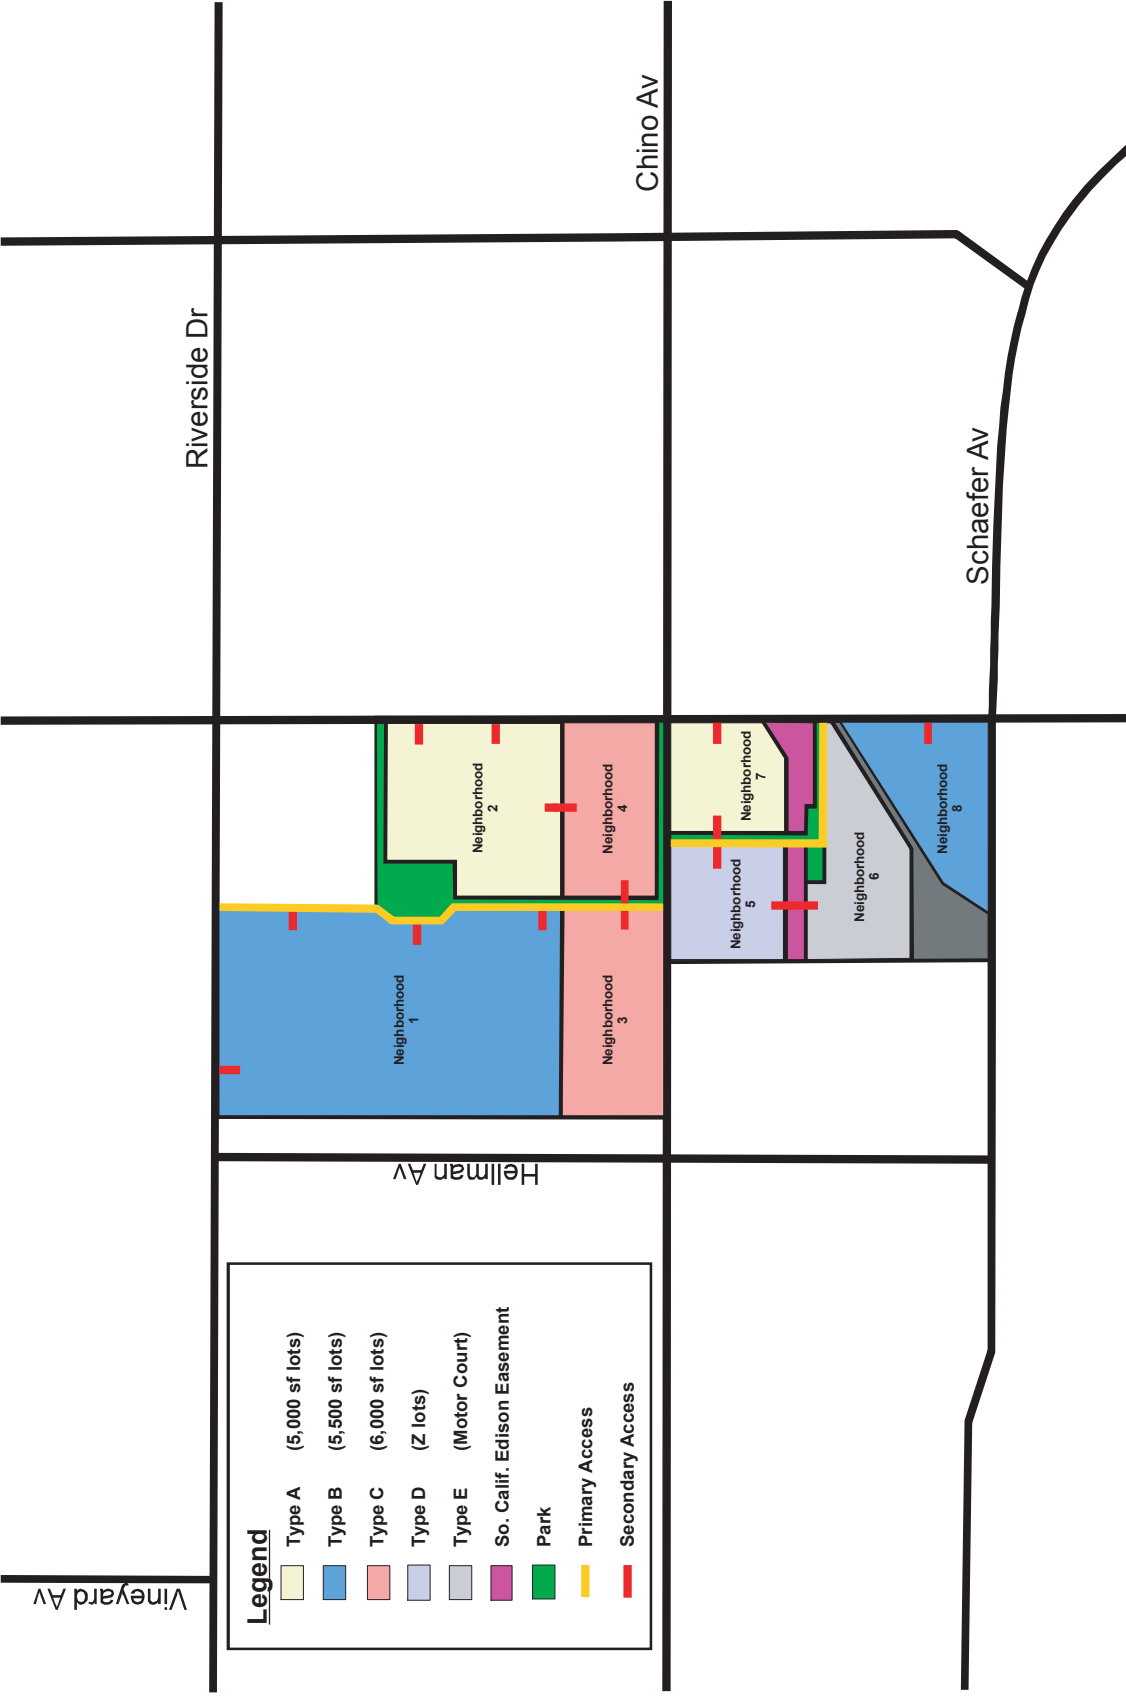 Riverside Dr
Chino Av
Schaefer Av
Hellman Av
Vineyard Av
Neighborhood
1
Neighborhood
2
Neighborhood
3
Neighborhood
4
Neighborhood
5
Neighborhood
6
Neighborhood
7
Neighborhood
8
Legend
Type A (5,000 sf lots)
Type B (5,500 sf lots)
Type C (6,000 sf lots)
Type D (Z lots)
Type E (Motor Court)
So. Calif. Edison Easement
Park
Primary Access
Secondary Access